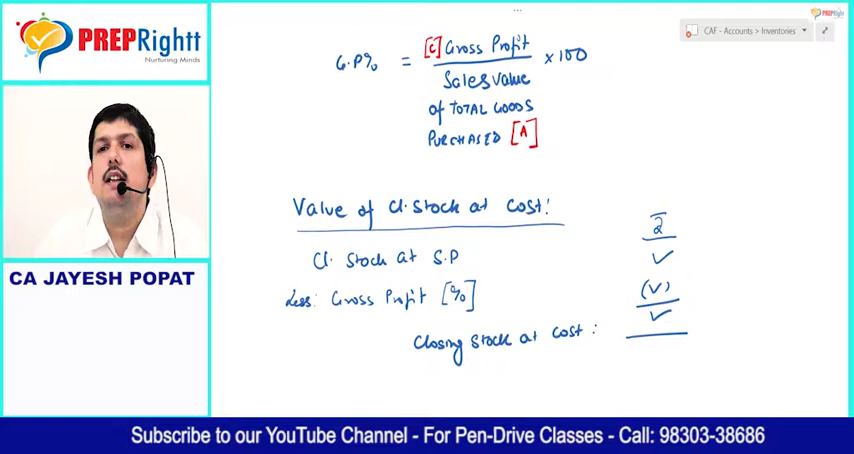 PREPRightt
Nurturing Minds
CA JAYESH POPAT
PREPRightt
CAF - Accounts > Inventories
G.P% = [C] Gross Profit × 100
Sales Value
of TOTAL GOODS
PURCHASED [A]
Value of Cl. Stock at Cost:
Cl. Stock at S.P
Less: Gross Profit [%]
Closing Stock at Cost:
Subscribe to our YouTube Channel - For Pen-Drive Classes - Call: 98303-38686